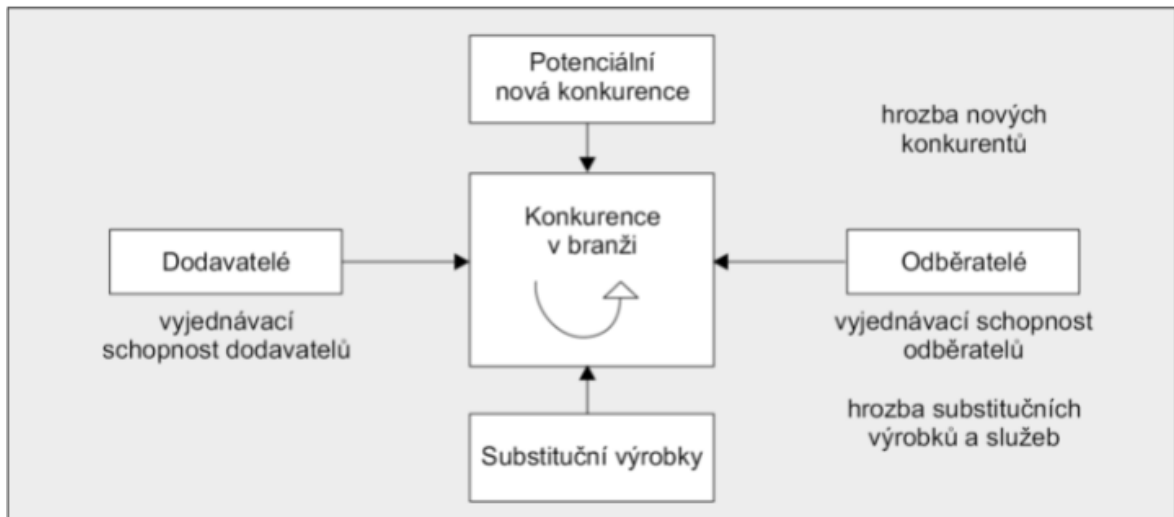 Potenciální
nová konkurence
hrozba nových
konkurentů
Konkurence
v branži
Dodavatelé
Odběratelé
vyjednávací
schopnost dodavatelů
vyjednávací schopnost
odběratelů
hrozba substitučních
výrobků a služeb
Substituční výrobky